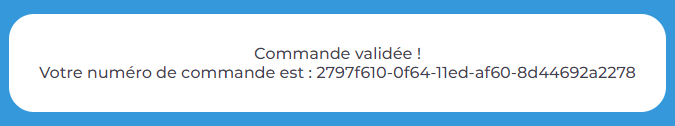 Commande validée !
Votre numéro de commande est : 2797f610-0f64-11ed-af60-8d44692a2278